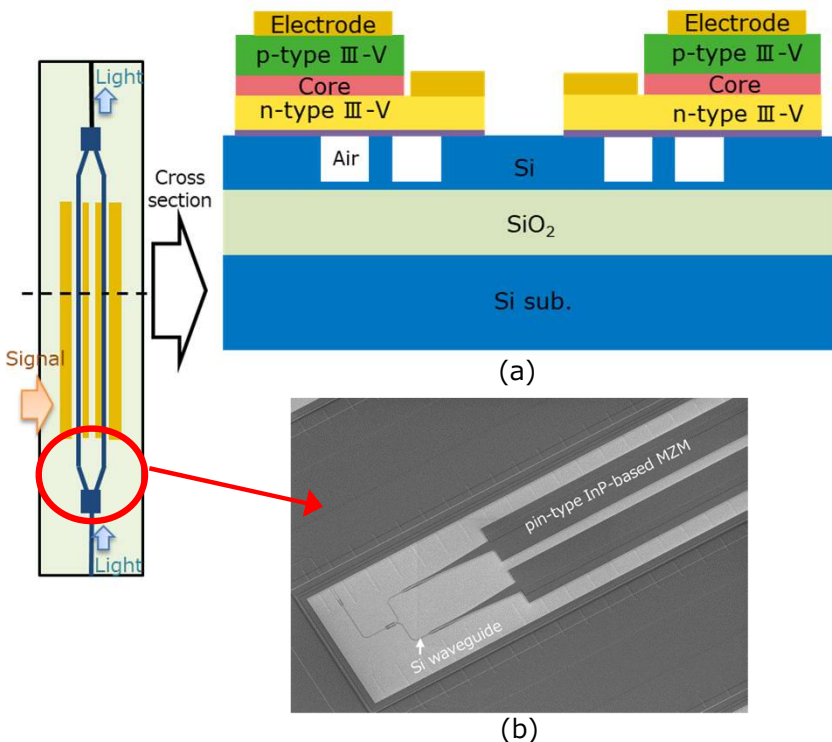 Light
Cross
section
Signal
Light
Electrode
p-type Ⅲ-V
Core
n-type Ⅲ-V
Electrode
p-type Ⅲ-V
Core
n-type Ⅲ-V
Air
Si
SiO₂
Si sub.
(a)
pin-type InP-based MZM
Si waveguide
(b)